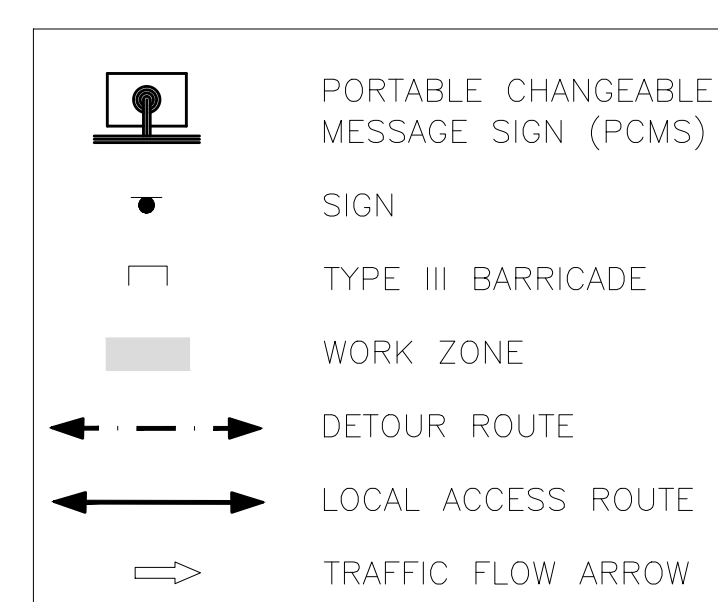 PORTABLE CHANGEABLE
MESSAGE SIGN (PCMS)
SIGN
TYPE III BARRICADE
WORK ZONE
DETOUR ROUTE
LOCAL ACCESS ROUTE
TRAFFIC FLOW ARROW